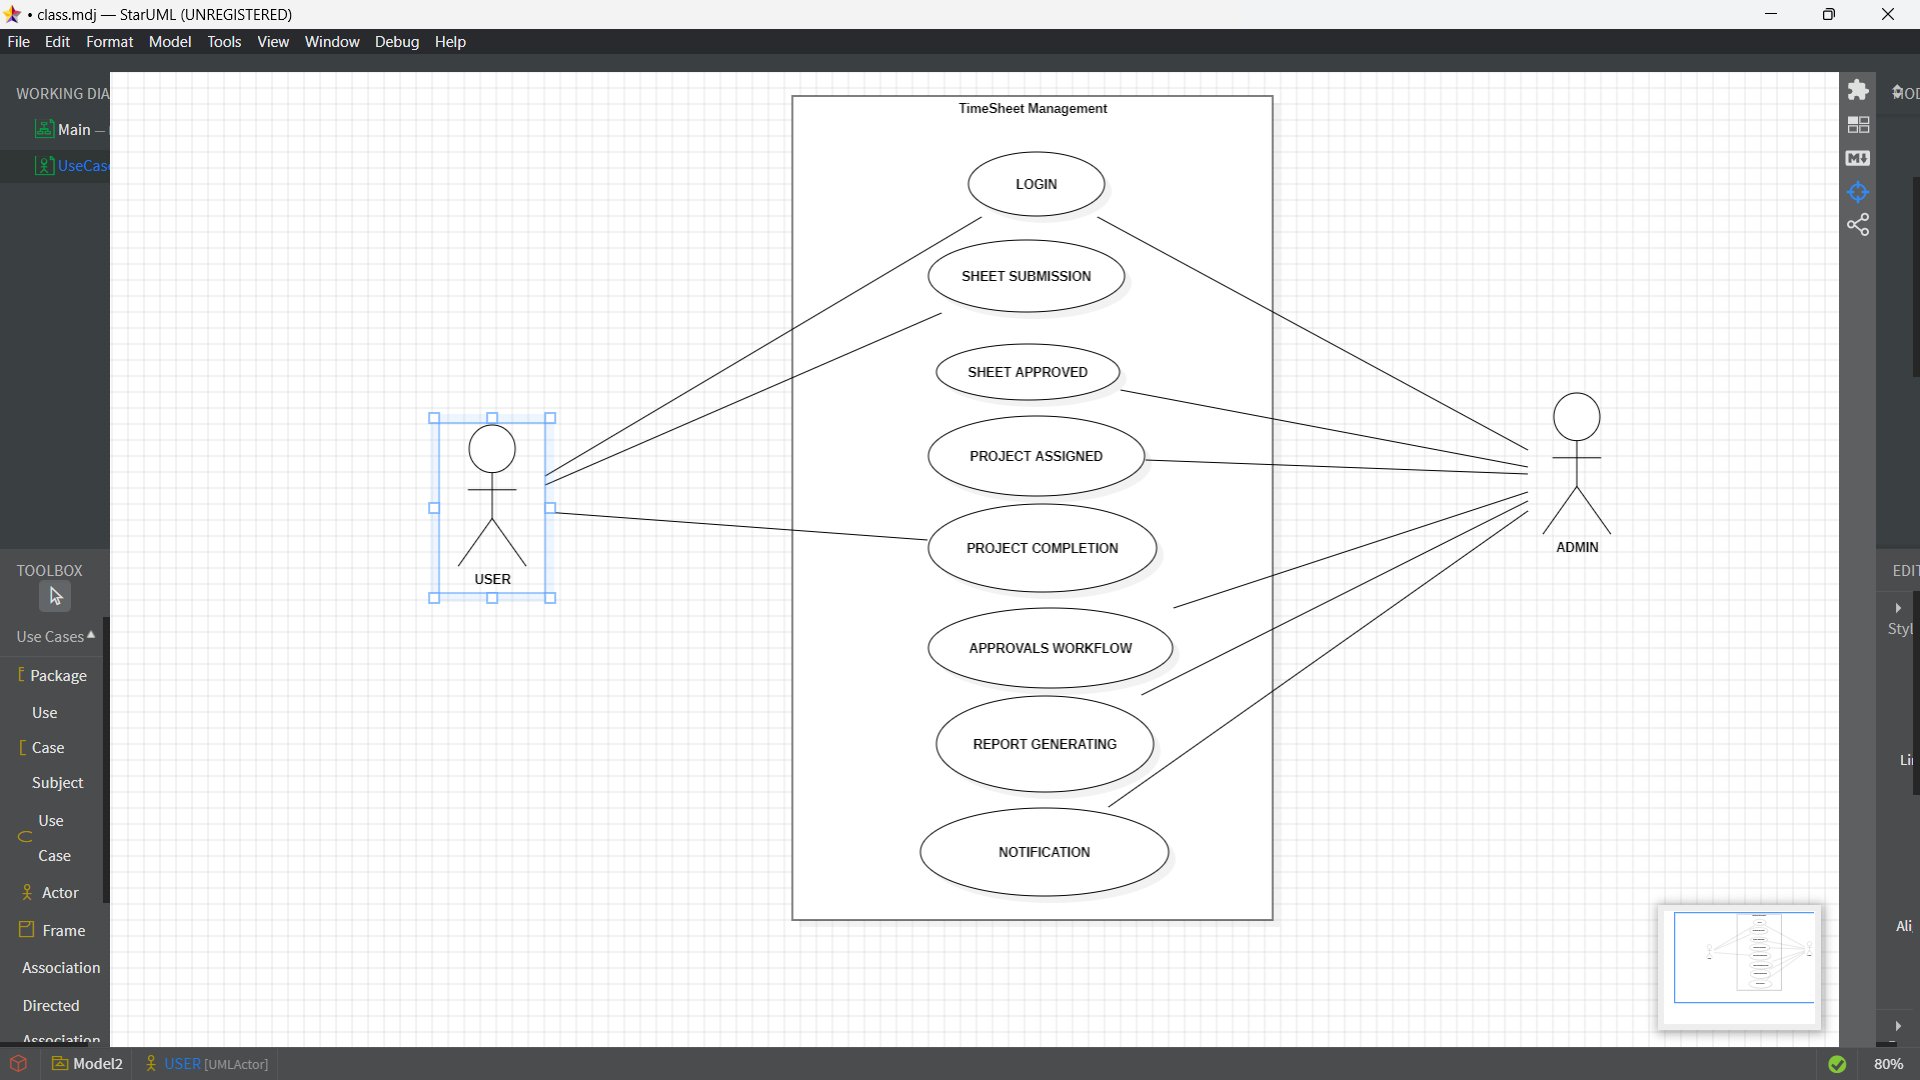 • class.mdj — StarUML (UNREGISTERED)
File Edit Format Model Tools View Window Debug Help
WORKING DIA
Main —
UseCas
TOOLBOX
Use Cases
Package
Use
Case
Subject
Use
Case
Actor
Frame
Association
Directed
Association
TimeSheet Management
LOGIN
SHEET SUBMISSION
SHEET APPROVED
PROJECT ASSIGNED
PROJECT COMPLETION
APPROVALS WORKFLOW
REPORT GENERATING
NOTIFICATION
USER
ADMIN
M
EDIT
Styl
Li
Ali
Model2
USER [UMLActor]
80%